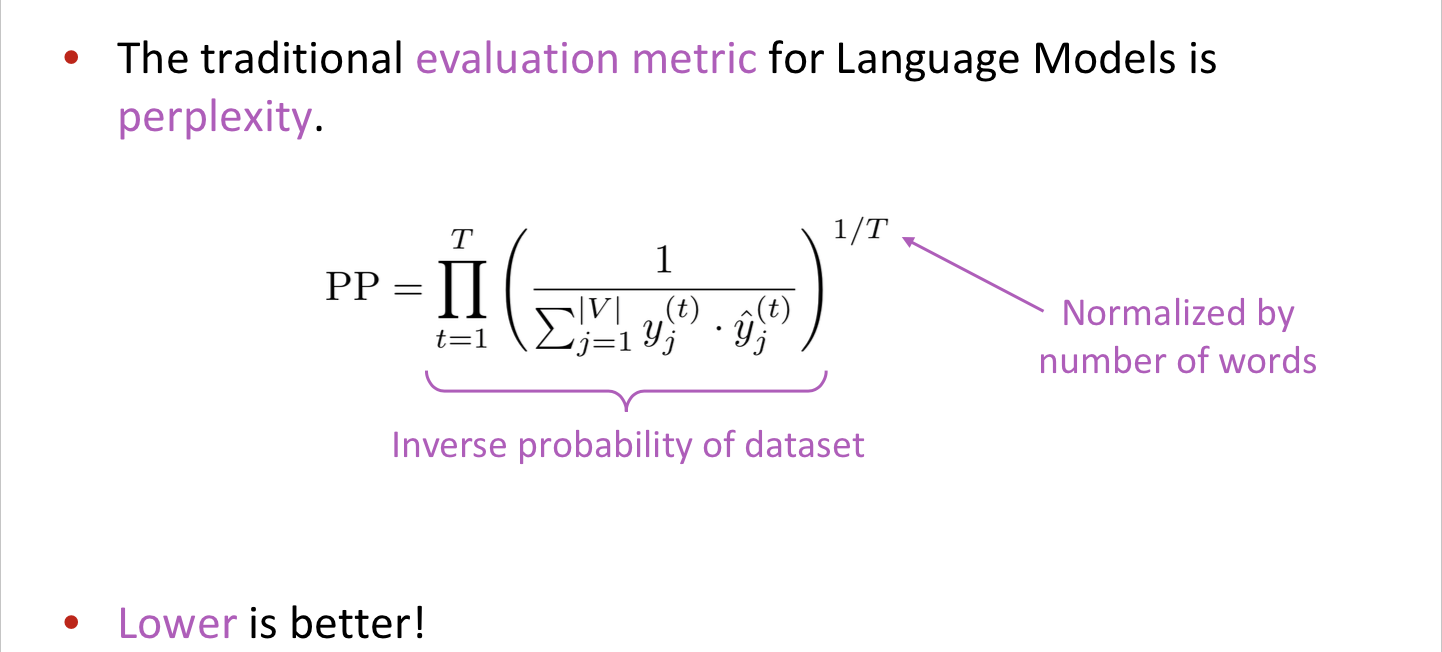 • The traditional evaluation metric for Language Models is
perplexity.
PP = \prod_{t=1}^{T} \left( \frac{1}{\sum_{j=1}^{|V|} y_j^{(t)} \cdot \hat{y}_j^{(t)}} \right)^{1/T}
Normalized by
number of words
Inverse probability of dataset
• Lower is better!